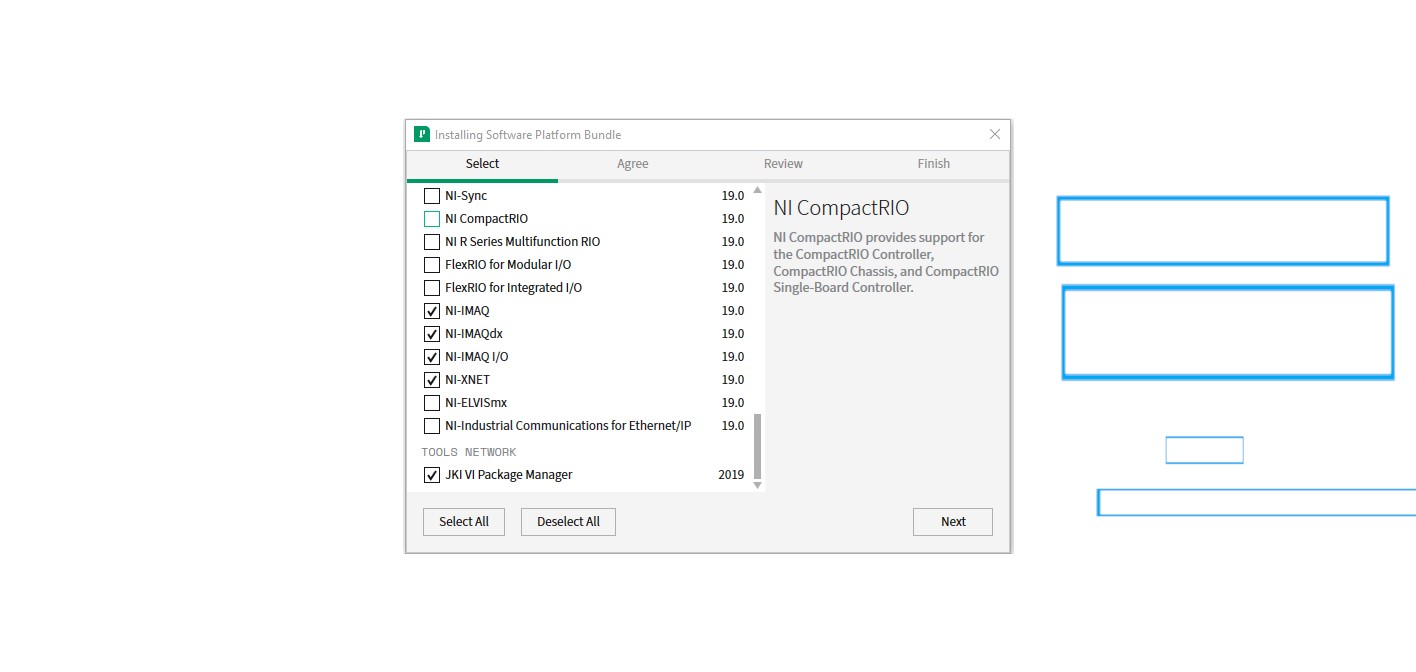 Installing Software Platform Bundle
Select Agree Review Finish
NI-Sync 19.0
NI CompactRIO 19.0
NI R Series Multifunction RIO 19.0
FlexRIO for Modular I/O 19.0
FlexRIO for Integrated I/O 19.0
NI-IMAQ 19.0
NI-IMAQdx 19.0
NI-IMAQ I/O 19.0
NI-XNET 19.0
NI-ELVISmx 19.0
NI-Industrial Communications for Ethernet/IP 19.0
TOOLS NETWORK
JKI VI Package Manager 2019
NI CompactRIO
NI CompactRIO provides support for
the CompactRIO Controller,
CompactRIO Chassis, and CompactRIO
Single-Board Controller.
Select All Deselect All Next